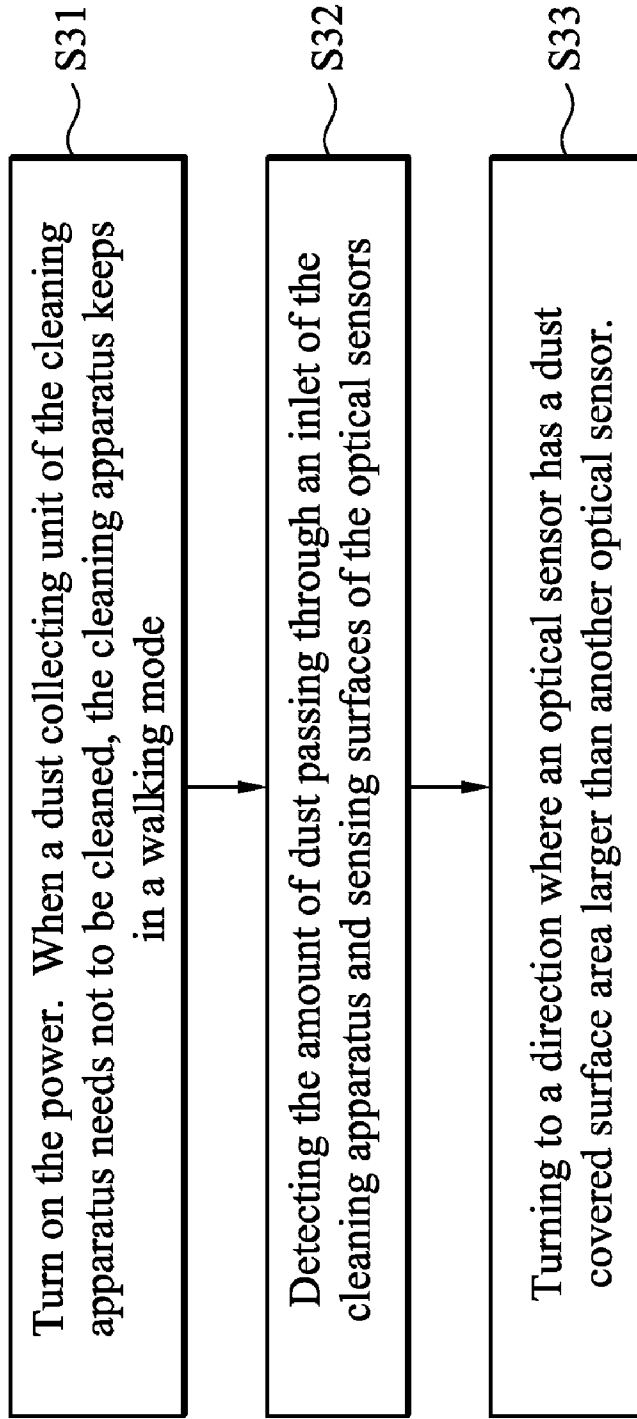 Turn on the power. When a dust collecting unit of the cleaning
apparatus needs not to be cleaned, the cleaning apparatus keeps
in a walking mode
S31
Detecting the amount of dust passing through an inlet of the
cleaning apparatus and sensing surfaces of the optical sensors
S32
Turning to a direction where an optical sensor has a dust
covered surface area larger than another optical sensor.
S33